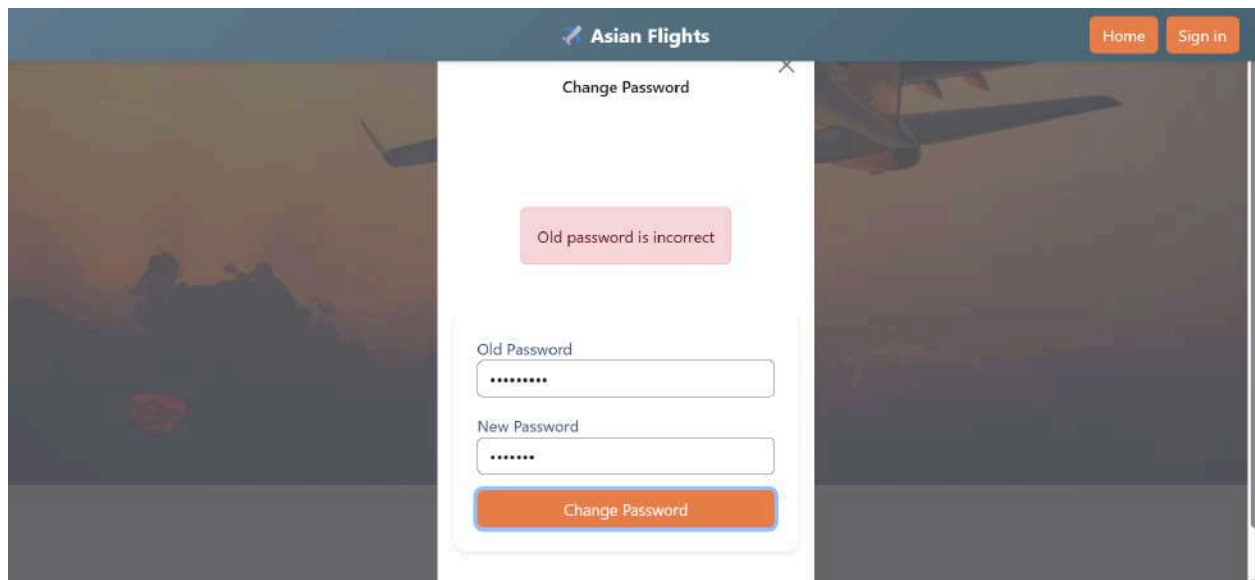 Asian Flights
Home
Sign in
Change Password
Old password is incorrect
Old Password
•••••••••
New Password
•••••••
Change Password